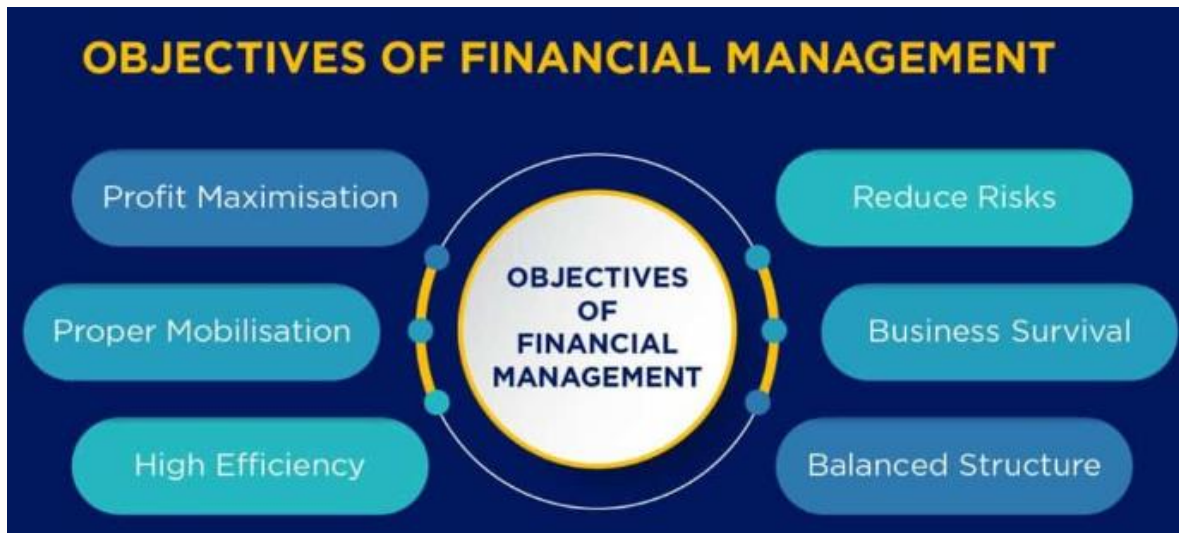 OBJECTIVES OF FINANCIAL MANAGEMENT
Profit Maximisation
Proper Mobilisation
High Efficiency
OBJECTIVES
OF
FINANCIAL
MANAGEMENT
Reduce Risks
Business Survival
Balanced Structure